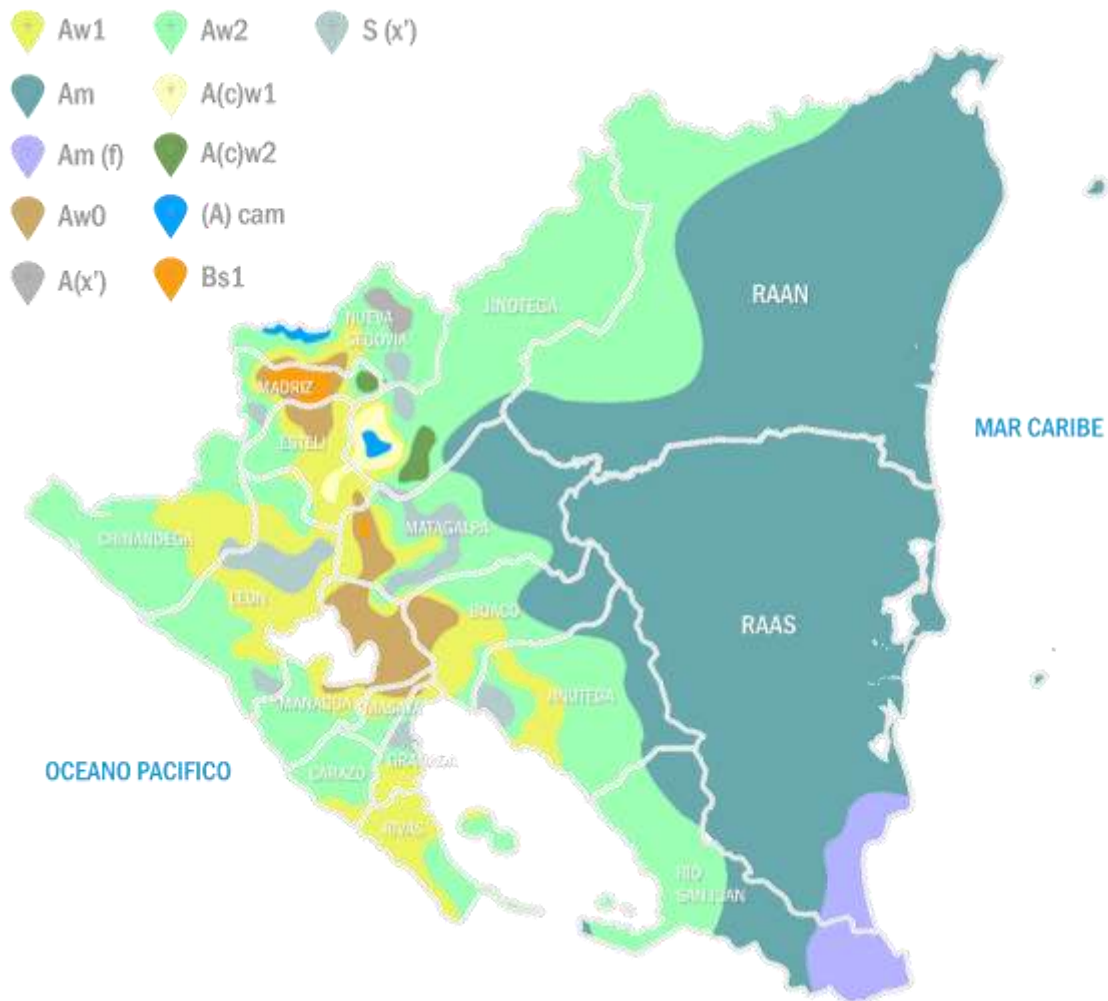 Aw1
Aw2
S (x')
Am
A(c)w1
Am (f)
A(c)w2
Aw0
(A) cam
A(x')
Bs1
RAAN
JINOTEGA
NUEVA
SEGOVIA
MADRIZ
MAR CARIBE
ESTELI
MATAGALPA
CHINANDEGA
LEON
BOACO
RAAS
JINOTEGA
MANAGUA
MASAYA
GRANADA
OCEANO PACIFICO
CARAZO
RIVAS
RIO
SAN JUAN